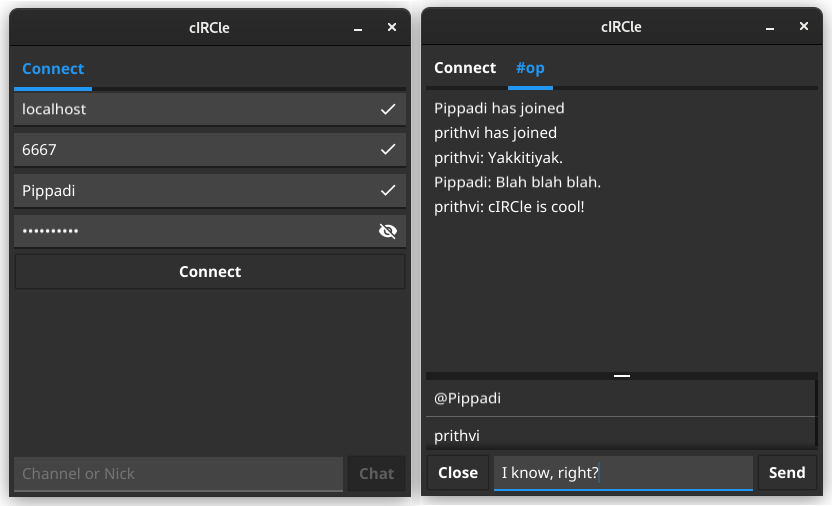 cIRCle
Connect
localhost
6667
Pippadi
••••••••••
Connect
Channel or Nick
Chat
cIRCle
Connect #op
Pippadi has joined
prithvi has joined
prithvi: Yakkitiyak.
Pippadi: Blah blah blah.
prithvi: cIRCle is cool!
@Pippadi
prithvi
Close
I know, right?
Send